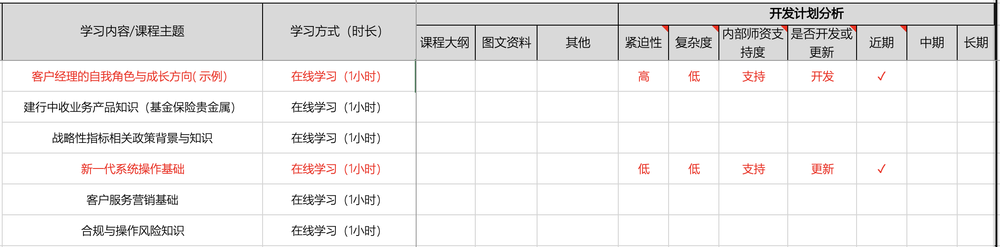 开发计划分析
学习内容/课程主题 学习方式（时长） 课程大纲 图文资料 其他 紧迫性 复杂度 内部师资支持度 是否开发或更新 近期 中期 长期
客户经理的自我角色与成长方向( 示例） 在线学习（1小时） 高 低 支持 开发 ✓
建行中收业务产品知识（基金保险贵金属） 在线学习（1小时）
战略性指标相关政策背景与知识 在线学习（1小时）
新一代系统操作基础 在线学习（1小时） 低 低 支持 更新 ✓
客户服务营销基础 在线学习（1小时）
合规与操作风险知识 在线学习（1小时）